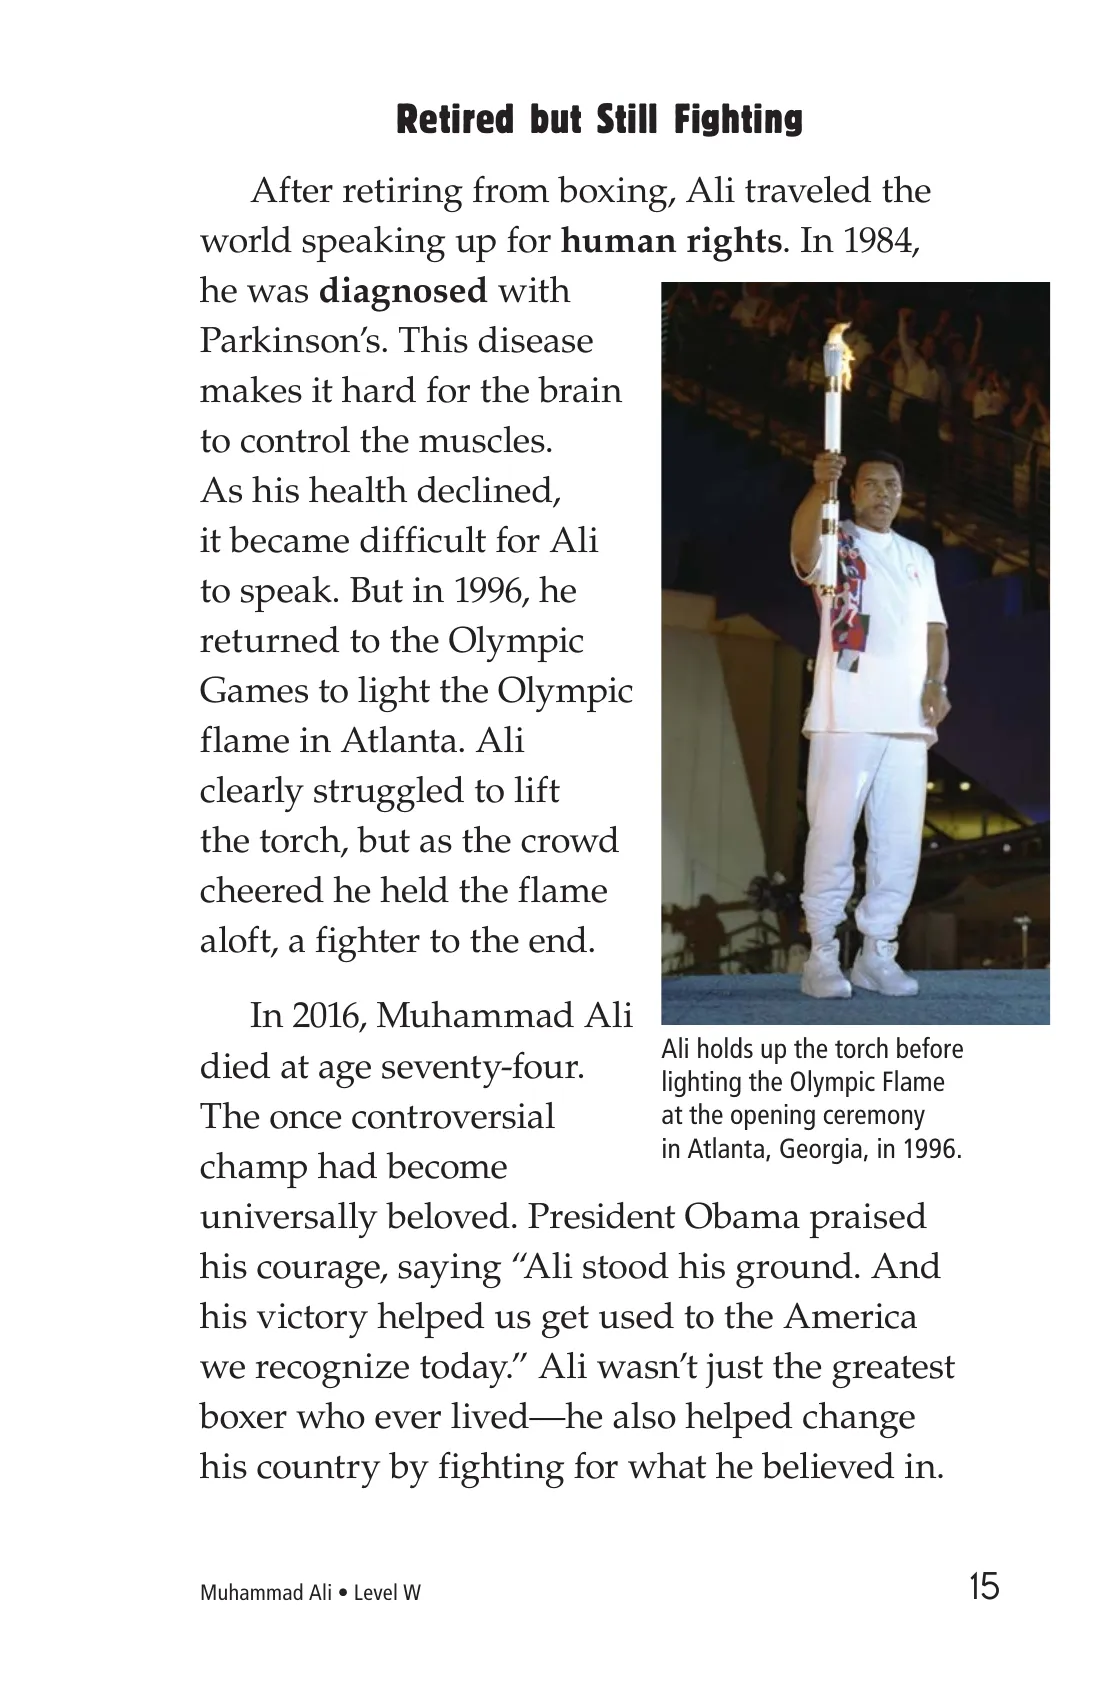 Retired but Still Fighting
After retiring from boxing, Ali traveled the
world speaking up for human rights. In 1984,
he was diagnosed with
Parkinson’s. This disease
makes it hard for the brain
to control the muscles.
As his health declined,
it became difficult for Ali
to speak. But in 1996, he
returned to the Olympic
Games to light the Olympic
flame in Atlanta. Ali
clearly struggled to lift
the torch, but as the crowd
cheered he held the flame
aloft, a fighter to the end.
In 2016, Muhammad Ali
died at age seventy-four.
The once controversial
champ had become
universally beloved. President Obama praised
his courage, saying “Ali stood his ground. And
his victory helped us get used to the America
we recognize today.” Ali wasn’t just the greatest
boxer who ever lived—he also helped change
his country by fighting for what he believed in.
Ali holds up the torch before
lighting the Olympic Flame
at the opening ceremony
in Atlanta, Georgia, in 1996.
Muhammad Ali • Level W
15